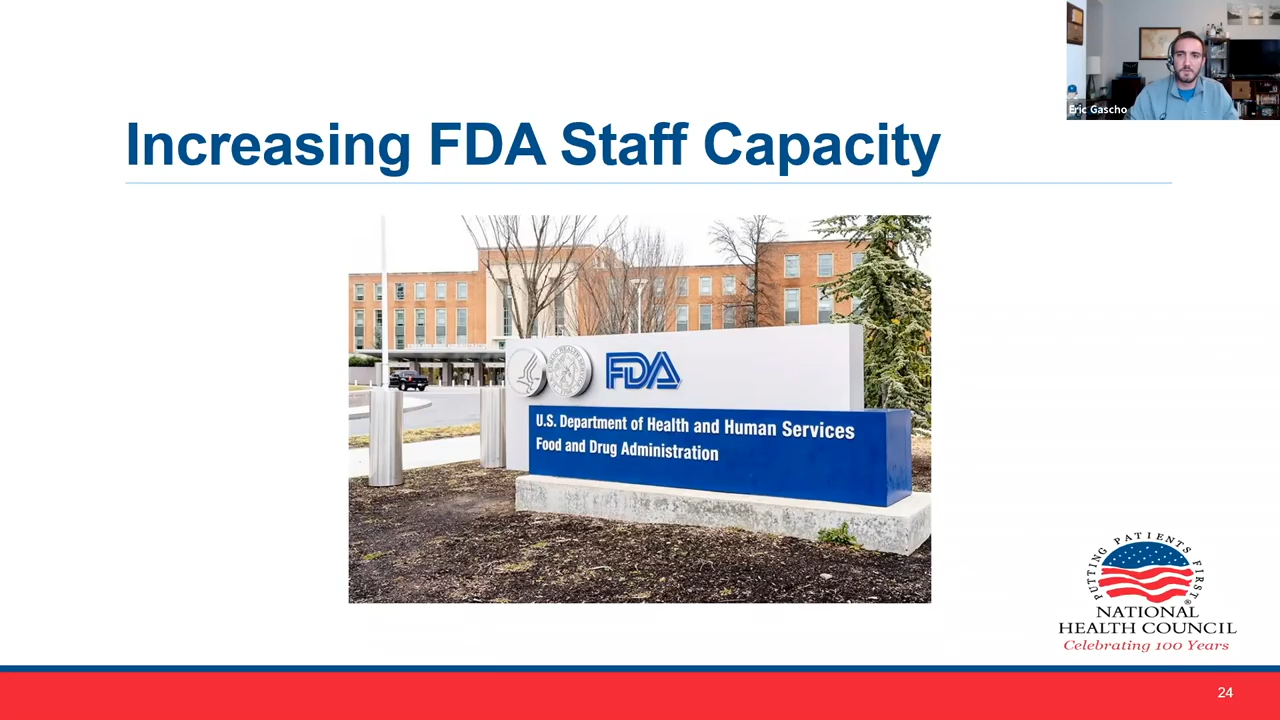 Eric Gascho
Increasing FDA Staff Capacity
FDA
U.S. Department of Health and Human Services
Food and Drug Administration
PUTTING PATIENTS FIRST®
NATIONAL
HEALTH COUNCIL
Celebrating 100 Years
24